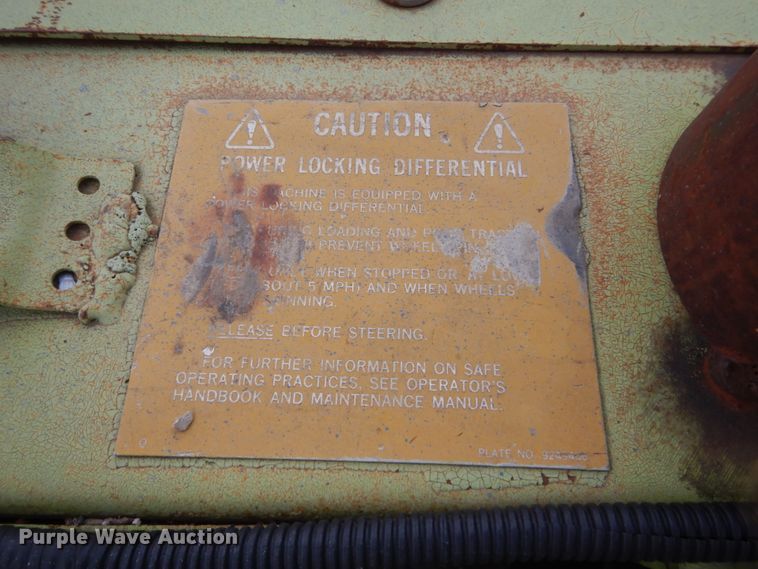 CAUTION
POWER LOCKING DIFFERENTIAL
MACHINE IS EQUIPPED WITH A
POWER LOCKING DIFFERENTIAL.
LOADING AND
PREVENT
WHEN STOPPED OR
5 MPH) AND WHEN WHEELS
RELEASE BEFORE STEERING.
FOR FURTHER INFORMATION ON SAFE
OPERATING PRACTICES, SEE OPERATOR'S
HANDBOOK AND MAINTENANCE MANUAL.
PLATE NO.
Purple Wave Auction